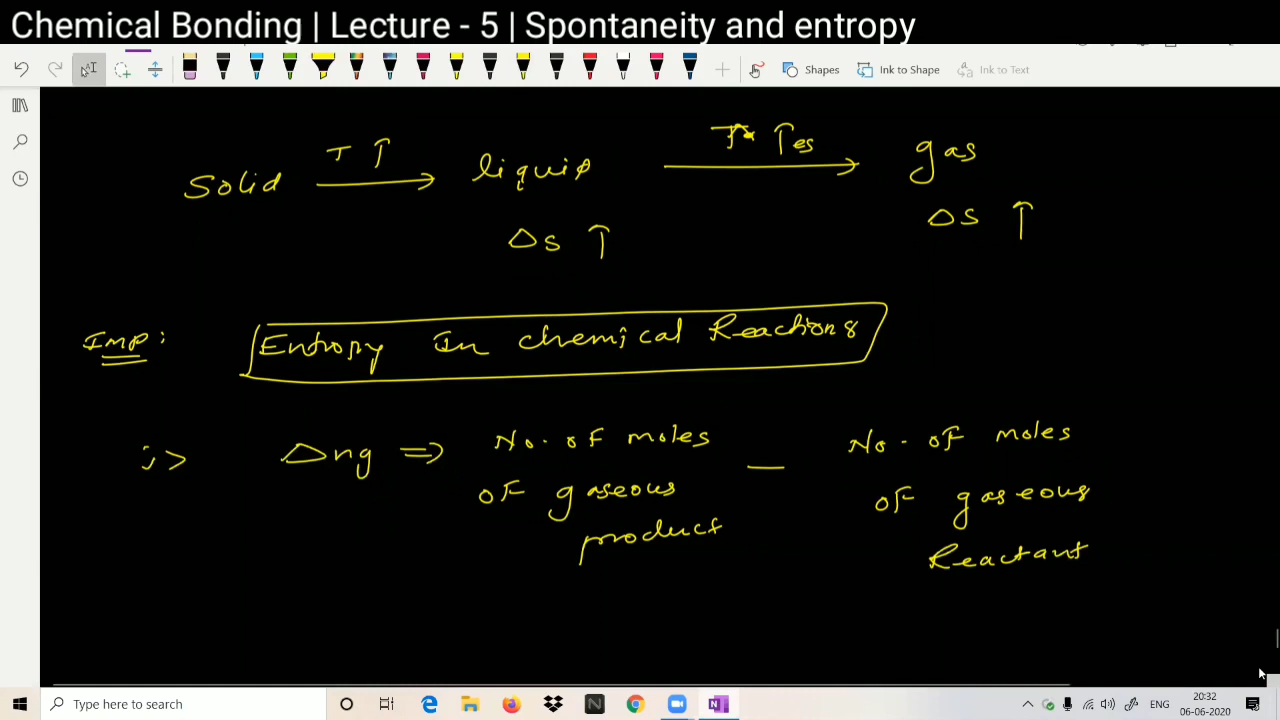 Chemical Bonding | Lecture - 5 | Spontaneity and entropy
Shapes Ink to Shape Ink to Text
Solid T↑ → liquid T ↑es → gas
ΔS ↑ ΔS ↑
Imp: Entropy In chemical Reactions
i> Δng ⇒ No. of moles — No. of moles
of gaseous of gaseous
product Reactant
Type here to search
ENG
20:32
06-06-2020